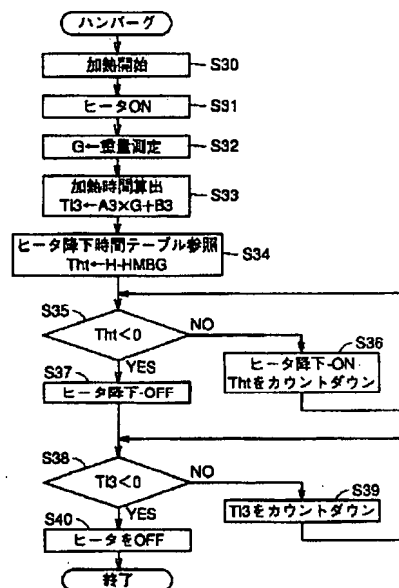 ハンバーグ
加熱開始
S30
ヒータON
S31
G←重量測定
S32
加熱時間算出
Tl3←A3×G+B3
S33
ヒータ降下時間テーブル参照
Tht←H-HMBG
S34
S35
Tht<0
NO
YES
S36
ヒータ降下-ON
Thtをカウントダウン
S37
ヒータ降下-OFF
S38
Tl3<0
NO
YES
S39
Tl3をカウントダウン
S40
ヒータをOFF
終了